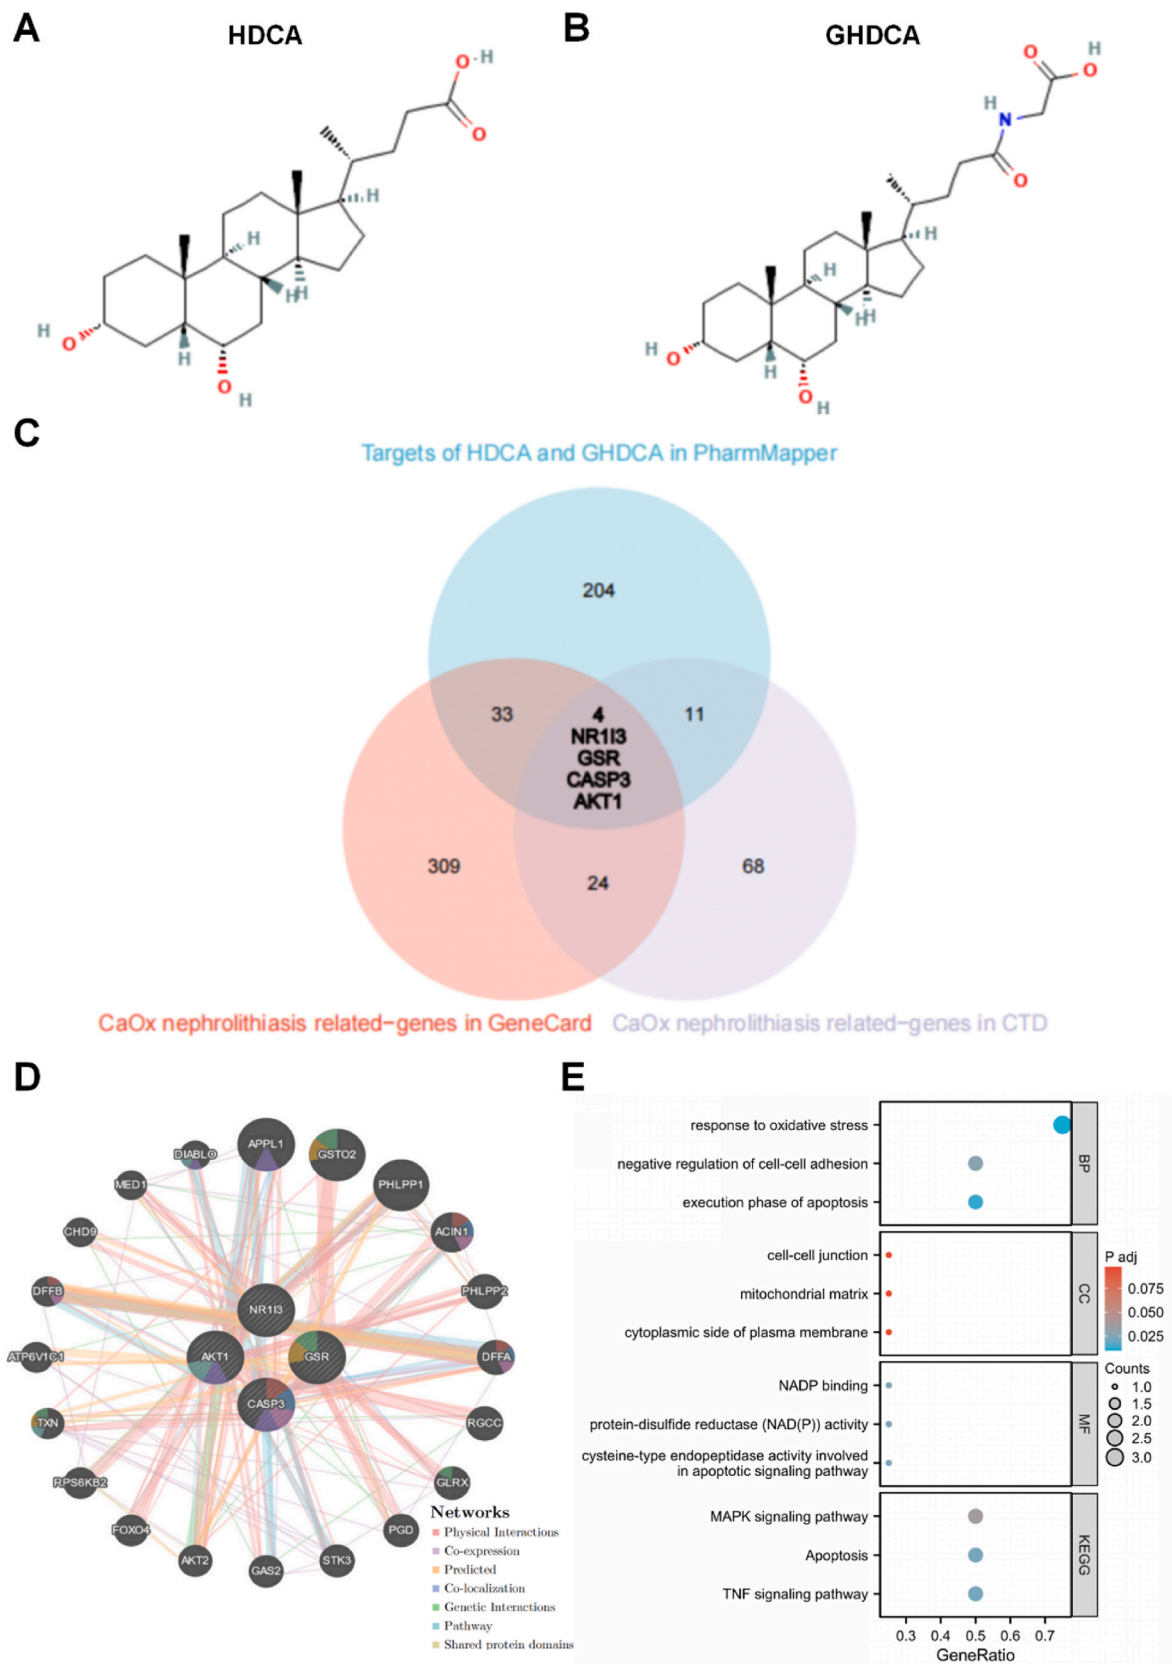 A
HDCA
B
GHDCA
O
H
O
H
H
H
H
H
H
O
O
H
O
H
O
H
N
O
H
H
H
H
H
H
O
O
H
C
Targets of HDCA and GHDCA in PharmMapper
204
33
4
11
NR1I3
GSR
CASP3
AKT1
309
24
68
CaOx nephrolithiasis related-genes in GeneCard
CaOx nephrolithiasis related-genes in CTD
D
APPL1
GSTO2
DIABLO
PHLPP1
MED1
ACIN1
CHD9
PHLPP2
DFFB
NR1I3
ATP6V1C1
AKT1
GSR
DFFA
CASP3
TXN
RGCC
RPS6KB2
GLRX
FOXO4
PGD
AKT2
GAS2
STK3
Networks
Physical Interactions
Co-expression
Predicted
Co-localization
Genetic Interactions
Pathway
Shared protein domains
E
response to oxidative stress
negative regulation of cell-cell adhesion
execution phase of apoptosis
BP
cell-cell junction
mitochondrial matrix
cytoplasmic side of plasma membrane
CC
NADP binding
protein-disulfide reductase (NAD(P)) activity
cysteine-type endopeptidase activity involved
in apoptotic signaling pathway
MF
MAPK signaling pathway
Apoptosis
TNF signaling pathway
KEGG
0.3 0.4 0.5 0.6 0.7
GeneRatio
P adj
0.075
0.050
0.025
Counts
1.0
1.5
2.0
2.5
3.0